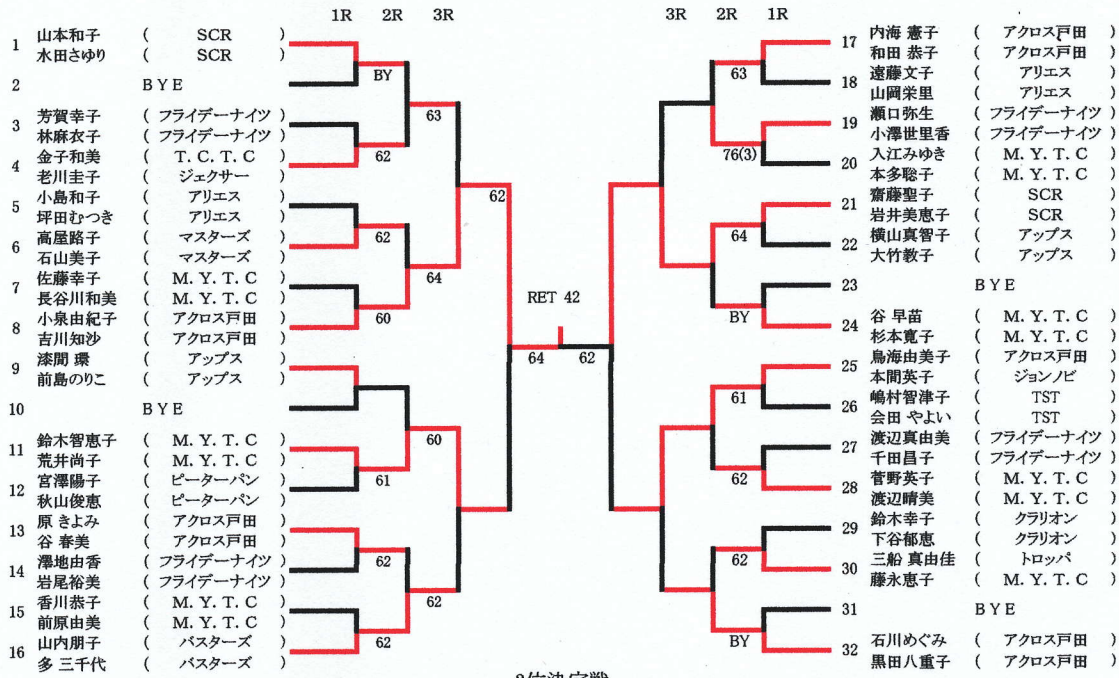 1R 2R 3R
3R 2R 1R
1 山本和子 ( SCR )
水田さゆり ( SCR )
2 BYE
芳賀幸子 ( フライデーナイツ )
3 林麻衣子 ( フライデーナイツ )
4 金子和美 ( T. C. T. C )
老川圭子 ( ジェクサー )
5 小島和子 ( アリエス )
坪田むつき ( アリエス )
6 高屋路子 ( マスターズ )
石山美子 ( マスターズ )
7 佐藤幸子 ( M. Y. T. C )
長谷川和美 ( M. Y. T. C )
8 小泉由紀子 ( アクロス戸田 )
吉川知沙 ( アクロス戸田 )
9 漆間 環 ( アップス )
前島のりこ ( アップス )
10 BYE
11 鈴木智恵子 ( M. Y. T. C )
荒井尚子 ( M. Y. T. C )
12 宮澤陽子 ( ピーターパン )
秋山俊恵 ( ピーターパン )
13 原 きよみ ( アクロス戸田 )
谷 春美 ( アクロス戸田 )
14 澤地由香 ( フライデーナイツ )
岩尾裕美 ( フライデーナイツ )
15 香川恭子 ( M. Y. T. C )
前原由美 ( M. Y. T. C )
16 山内朋子 ( バスターズ )
多 三千代 ( バスターズ )
BY
62
62
60
61
62
62
63
64
60
62
62
64
RET 42
62
63
76(3)
64
BY
61
62
62
BY
17 内海 憲子 ( アクロス戸田 )
和田 恭子 ( アクロス戸田 )
18 遠藤文子 ( アリエス )
山岡栄里 ( アリエス )
19 瀬口弥生 ( フライデーナイツ )
小澤世里香 ( フライデーナイツ )
20 入江みゆき ( M. Y. T. C )
本多聡子 ( M. Y. T. C )
21 齋藤聖子 ( SCR )
岩井美恵子 ( SCR )
22 横山真智子 ( アップス )
大竹教子 ( アップス )
23 BYE
24 谷 早苗 ( M. Y. T. C )
杉本寛子 ( M. Y. T. C )
25 鳥海由美子 ( アクロス戸田 )
本間英子 ( ジョンノビ )
26 嶋村智津子 ( TST )
会田 やよい ( TST )
27 渡辺真由美 ( フライデーナイツ )
千田昌子 ( フライデーナイツ )
28 菅野英子 ( M. Y. T. C )
渡辺晴美 ( M. Y. T. C )
29 鈴木幸子 ( クラリオン )
下谷郁恵 ( クラリオン )
30 三船 真由佳 ( トロッパ )
藤永恵子 ( M. Y. T. C )
31 BYE
32 石川めぐみ ( アクロス戸田 )
黒田八重子 ( アクロス戸田 )